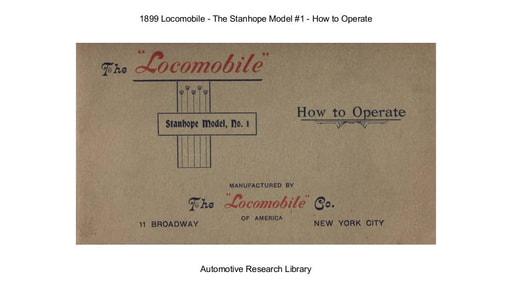 1899 Locomobile - The Stanhope Model #1 - How to Operate
The "Locomobile"
Stanhope Model, No. 1
How to Operate
MANUFACTURED BY
The "Locomobile" Co.
OF AMERICA
11 BROADWAY
NEW YORK CITY
Automotive Research Library